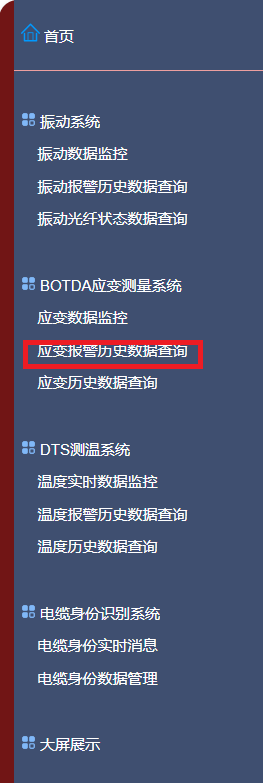 首页
振动系统
振动数据监控
振动报警历史数据查询
振动光纤状态数据查询
BOTDA应变测量系统
应变数据监控
应变报警历史数据查询
应变历史数据查询
DTS测温系统
温度实时数据监控
温度报警历史数据查询
温度历史数据查询
电缆身份识别系统
电缆身份实时消息
电缆身份数据管理
大屏展示